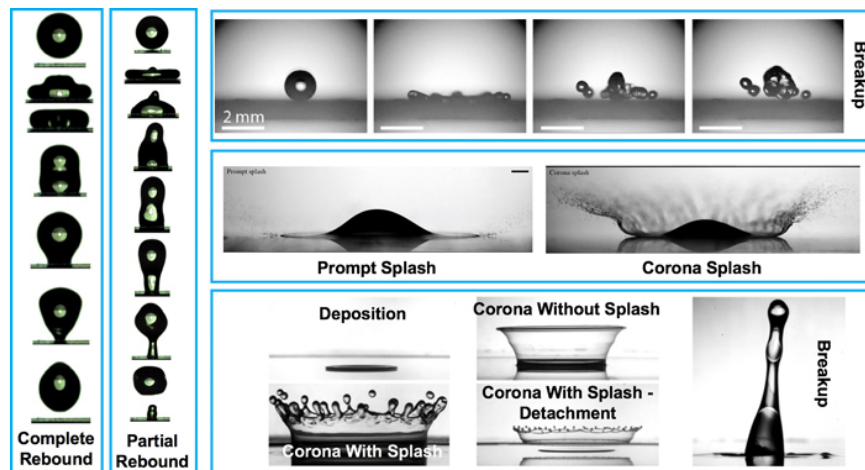 Complete
Rebound
Partial
Rebound
2 mm
Breakup
Prompt splash
Corona splash
Prompt Splash
Corona Splash
Deposition
Corona With Splash
Corona Without Splash
Corona With Splash -
Detachment
Breakup